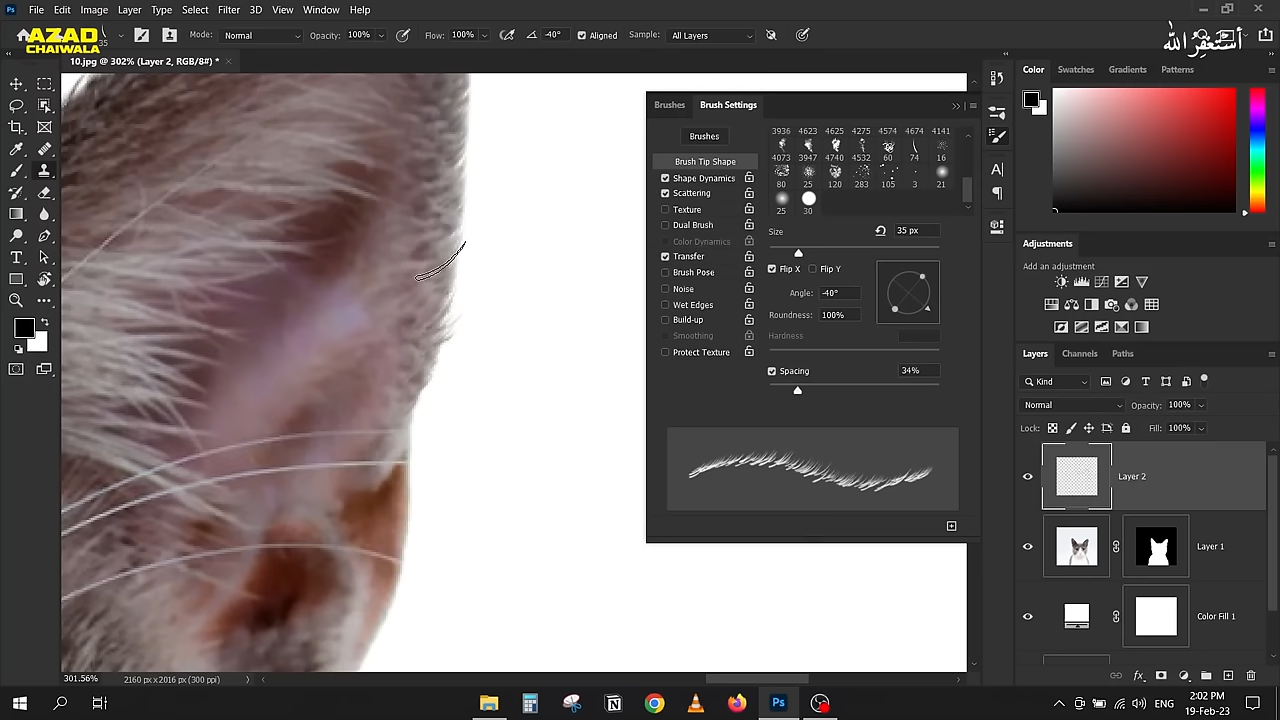 File Edit Image Layer Type Select Filter 3D View Window Help
AZAD
CHAIWALA
35
Mode: Normal Opacity: 100% Flow: 100% -40° Aligned Sample: All Layers
أستغفر الله
10.jpg @ 302% (Layer 2, RGB/8#) *
Brushes Brush Settings
Brushes
Brush Tip Shape
Shape Dynamics
Scattering
Texture
Dual Brush
Color Dynamics
Transfer
Brush Pose
Noise
Wet Edges
Build-up
Smoothing
Protect Texture
3936 4623 4625 4275 4574 4674 4141
4073 3947 4740 4532 60 74 16
80 25 120 283 105 3 21
25 30
Size 35 px
Flip X Flip Y
Angle: -40°
Roundness: 100%
Hardness
Spacing 34%
Color Swatches Gradients Patterns
Adjustments
Add an adjustment
Layers Channels Paths
Kind
Normal Opacity: 100%
Lock: Fill: 100%
Layer 2
Layer 1
Color Fill 1
301.56% 2160 px x 2016 px (300 ppi)
ENG
2:02 PM
19-Feb-23